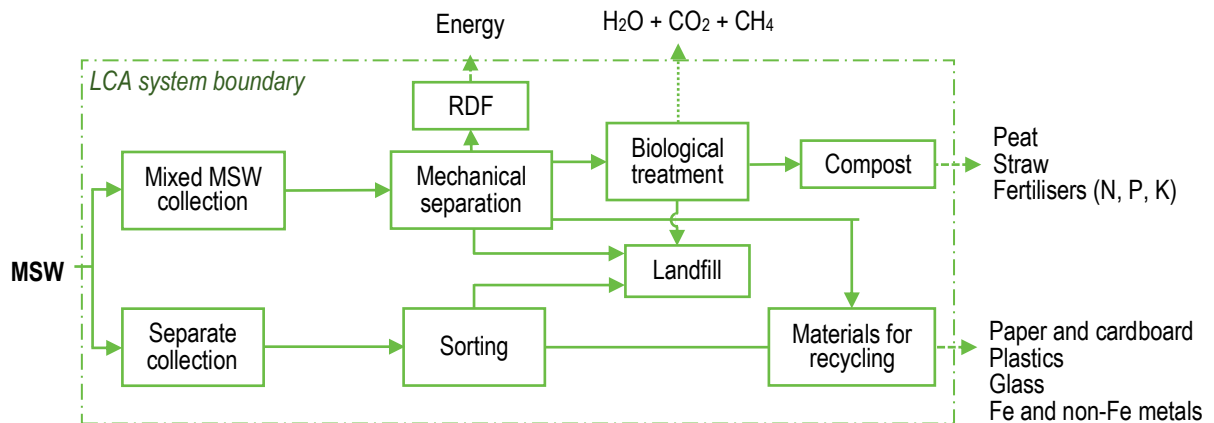 Energy
H₂O + CO₂ + CH₄
LCA system boundary
RDF
Mixed MSW
collection
Mechanical
separation
Biological
treatment
Compost
Peat
Straw
Fertilisers (N, P, K)
MSW
Landfill
Separate
collection
Sorting
Materials for
recycling
Paper and cardboard
Plastics
Glass
Fe and non-Fe metals